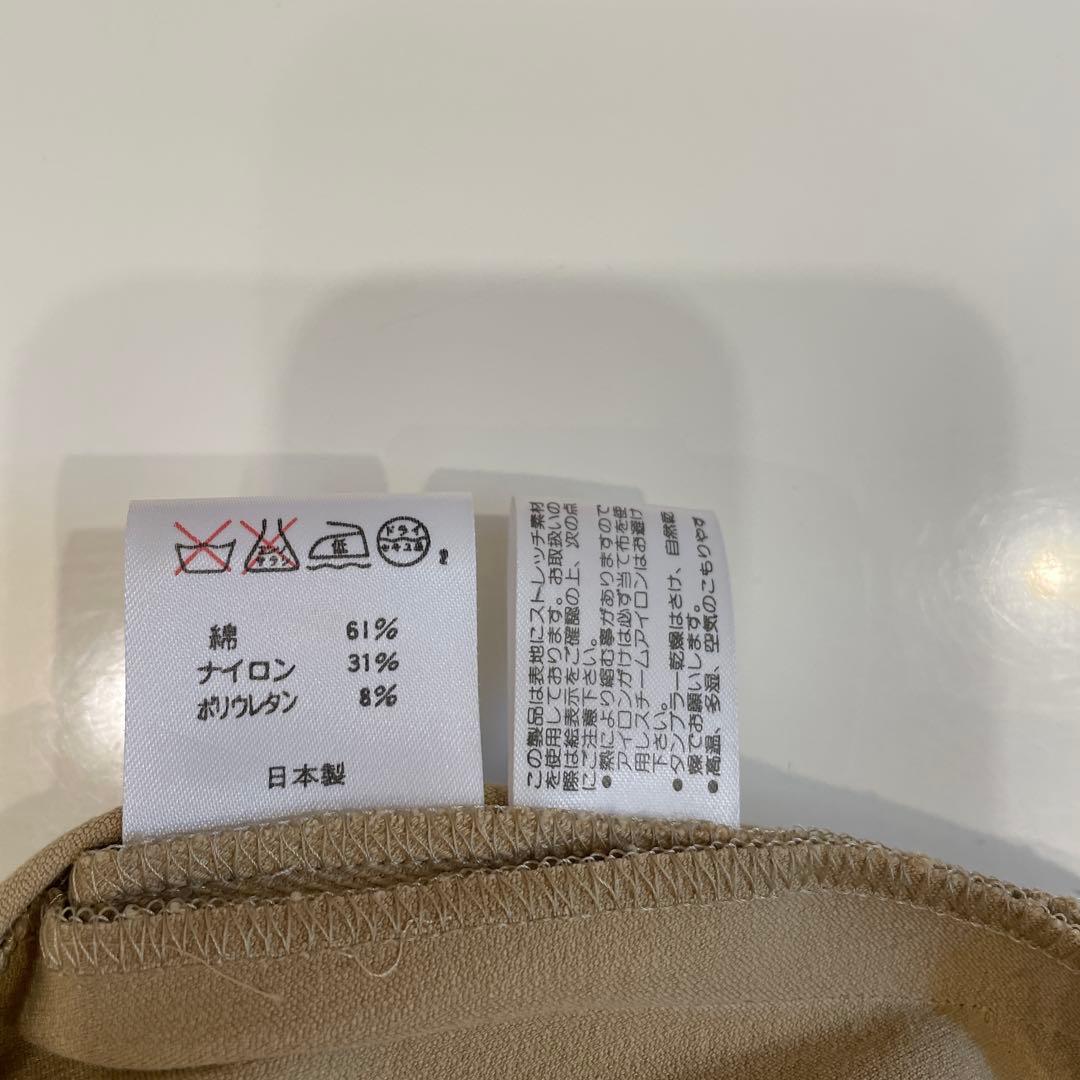 エンソ
サラシ
低
ドライ
セキユ系
綿 61%
ナイロン 31%
ポリウレタン 8%
日本製
この製品は表地にストレッチ素材
を使用しております。お取扱いの
際は絵表示をご確認の上、次の点
にご注意下さい。
●熱により縮む事がありますので
アイロンがけは必ず当て布を使
用しスチームアイロンはお避け
下さい。
●タンブラー乾燥はさけ、自然乾
燥でお願いします。
●高温、多湿、空気のこもりやす